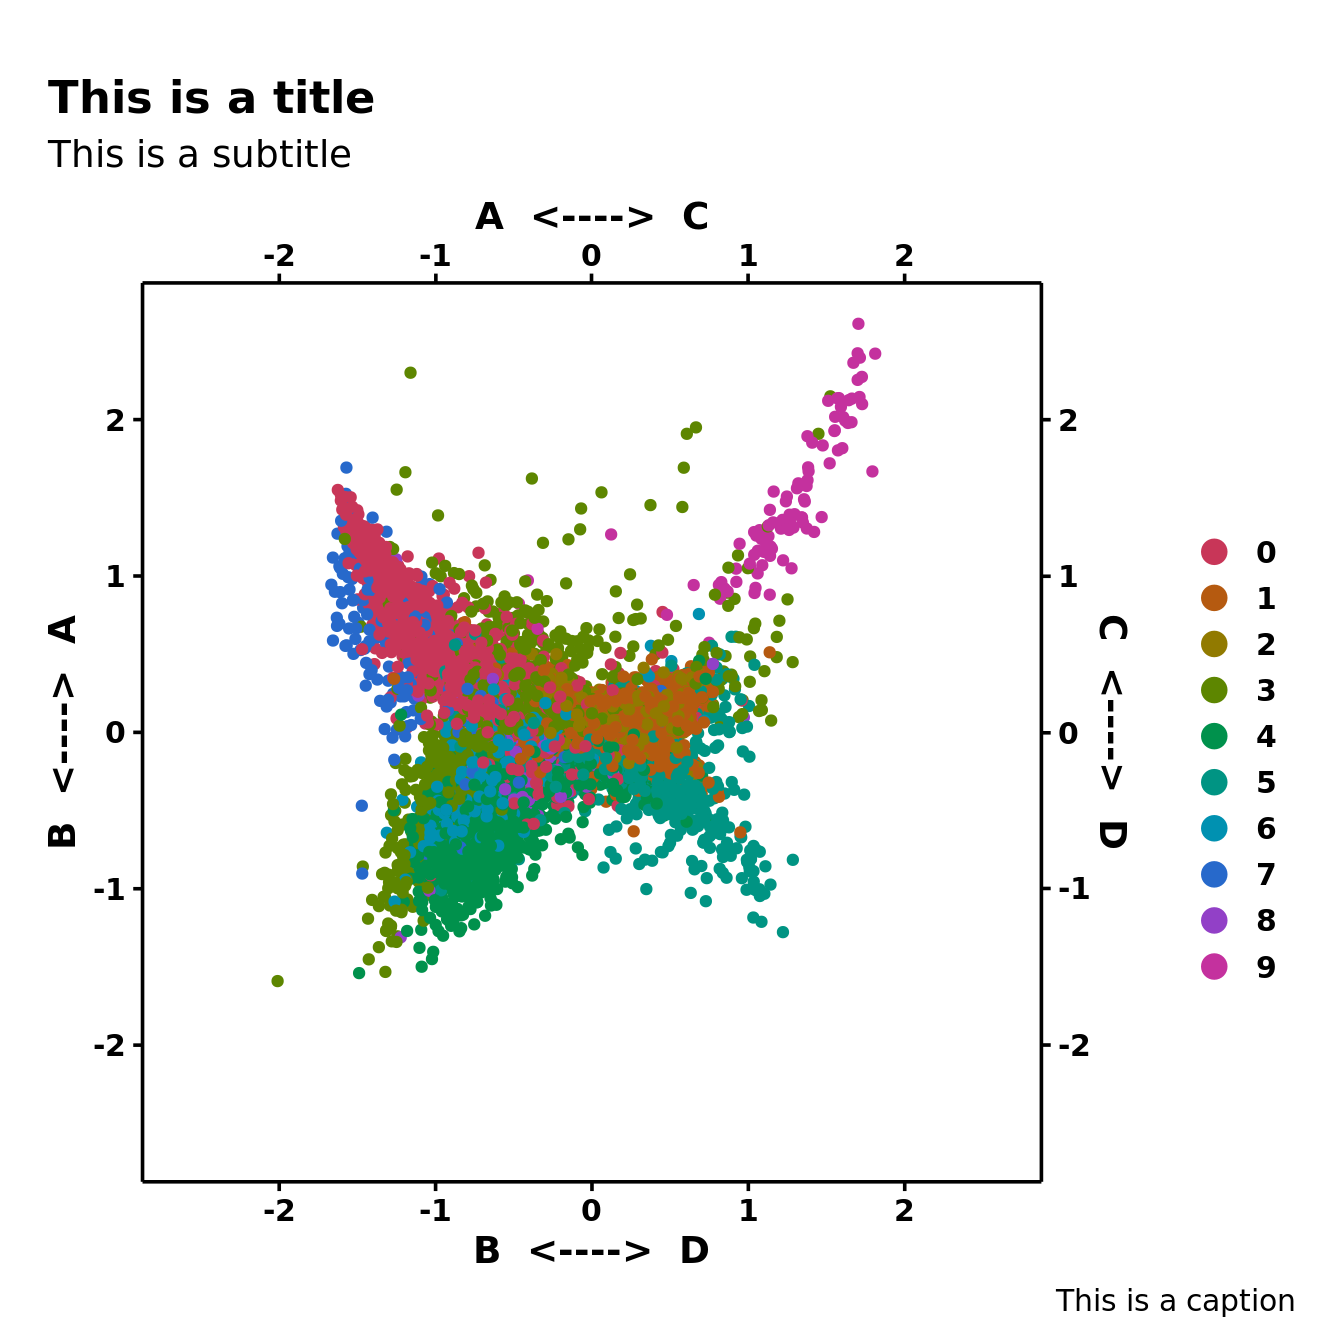 This is a title
This is a subtitle
A <----> C
-2 -1 0 1 2
B <----> A
2
1
0
-1
-2
2
1
0
-1
-2
C <----> D
0
1
2
3
4
5
6
7
8
9
-2 -1 0 1 2
B <----> D
This is a caption